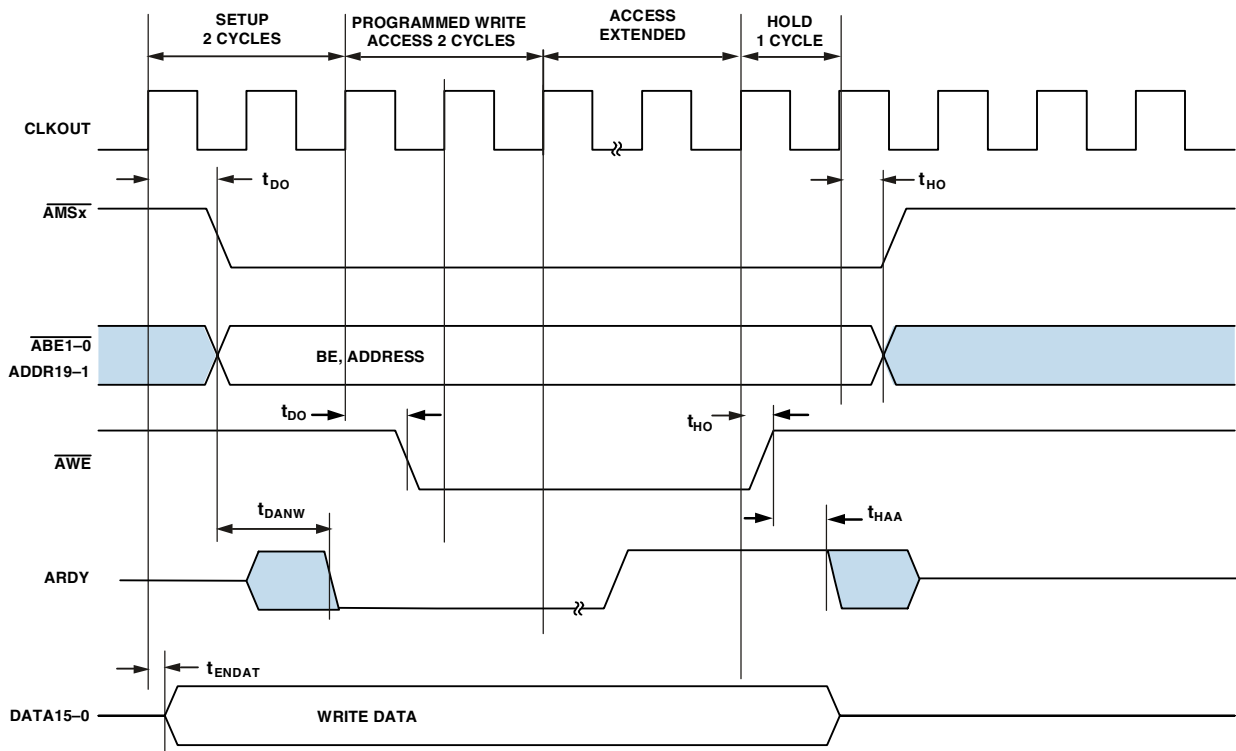 SETUP
2 CYCLES
PROGRAMMED WRITE
ACCESS 2 CYCLES
ACCESS
EXTENDED
HOLD
1 CYCLE
CLKOUT
tDO
tHO
AMSx
ABE1–0
ADDR19–1
BE, ADDRESS
tDO
tHO
AWE
tDANW
tHAA
ARDY
tENDAT
DATA15–0
WRITE DATA